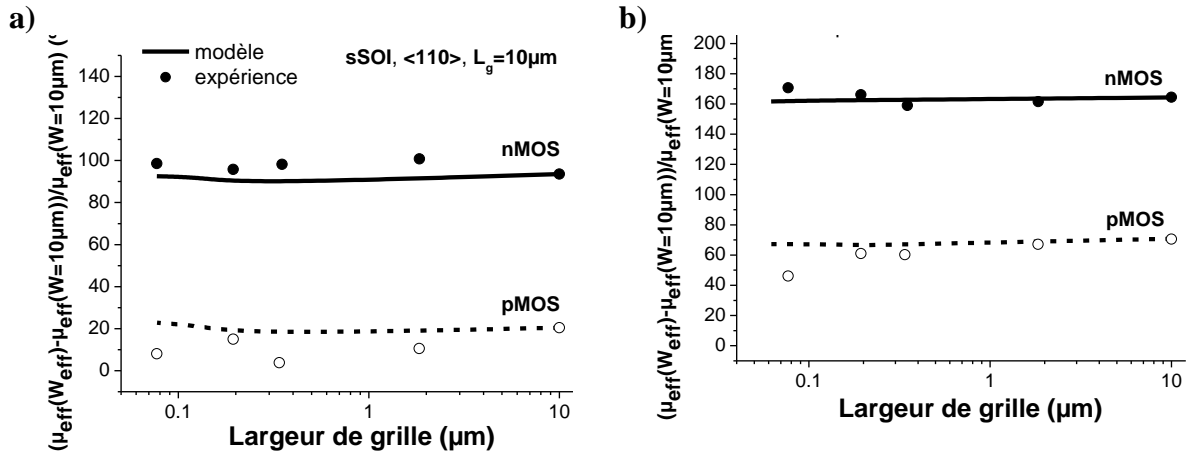 a)
(μeff(Weff)-μeff(W=10μm))/μeff(W=10μm) (
140
120
100
80
60
40
20
0
modèle
expérience
sSOI, <110>, Lg=10μm
nMOS
pMOS
0.1
1
10
Largeur de grille (μm)
b)
(μeff(Weff)-μeff(W=10μm))/μeff(W=10μm
200
180
160
140
120
100
80
60
40
20
0
nMOS
pMOS
0.1
1
10
Largeur de grille (μm)